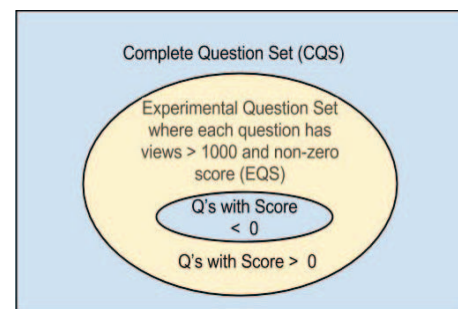 Complete Question Set (CQS)
Experimental Question Set
where each question has
views > 1000 and non-zero
score (EQS)
Q's with Score
< 0
Q's with Score > 0